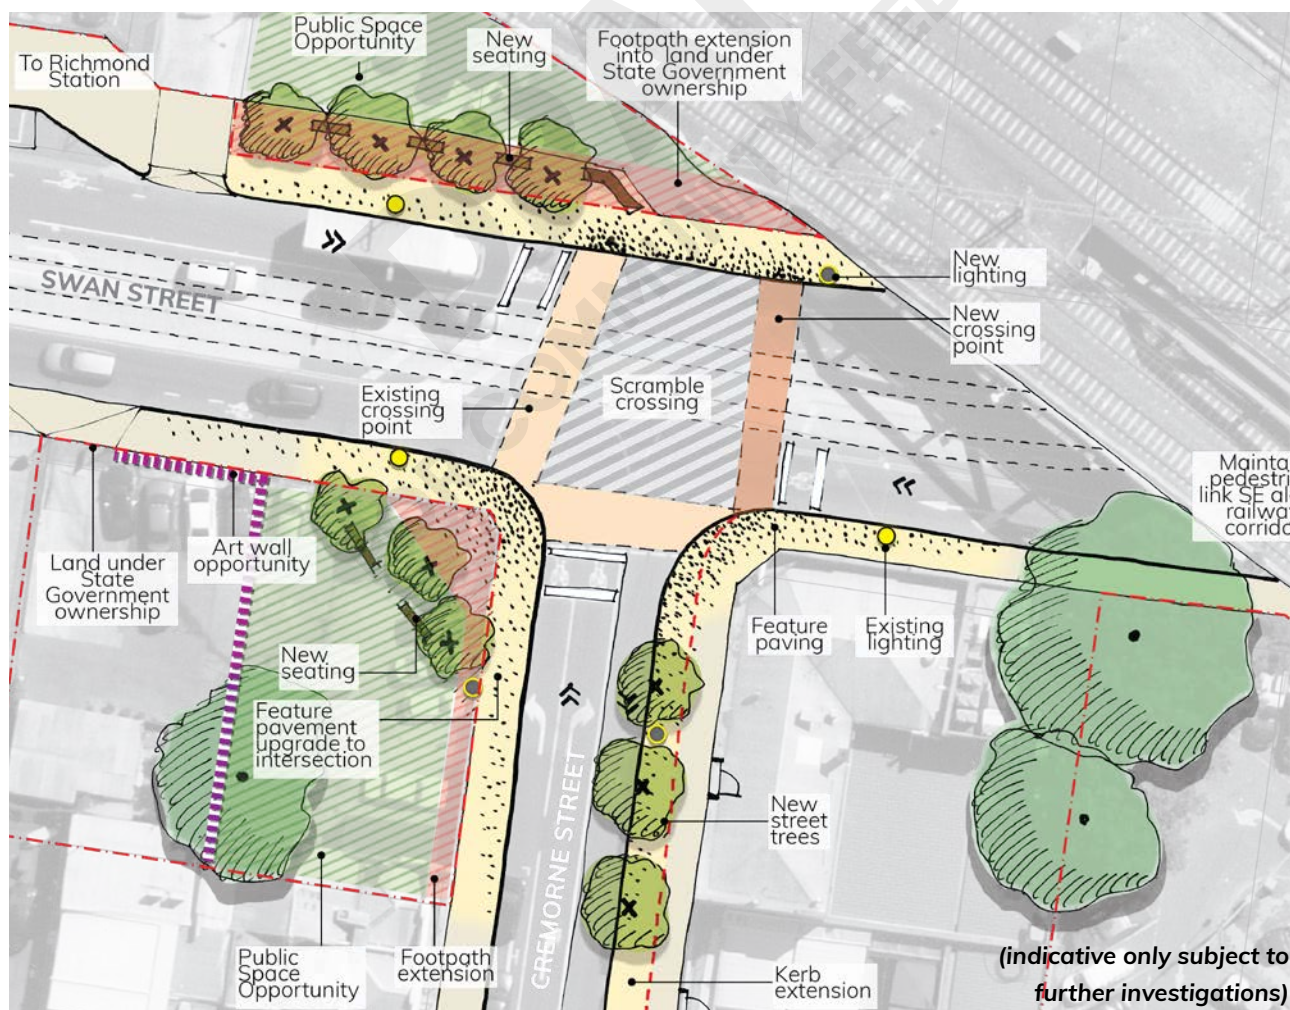 To Richmond
Station
Public Space
Opportunity
New
seating
Footpath extension
into land under
State Government
ownership
SWAN STREET
New
lighting
New
crossing
point
Existing
crossing
point
Scramble
crossing
Land under
State
Government
ownership
Art wall
opportunity
New
seating
Feature
pavement
upgrade to
intersection
Feature
paving
Existing
lighting
New
street
trees
CREMORNE STREET
Public
Space
Opportunity
Footpath
extension
Kerb
extension
(indicative only subject to
further investigations)